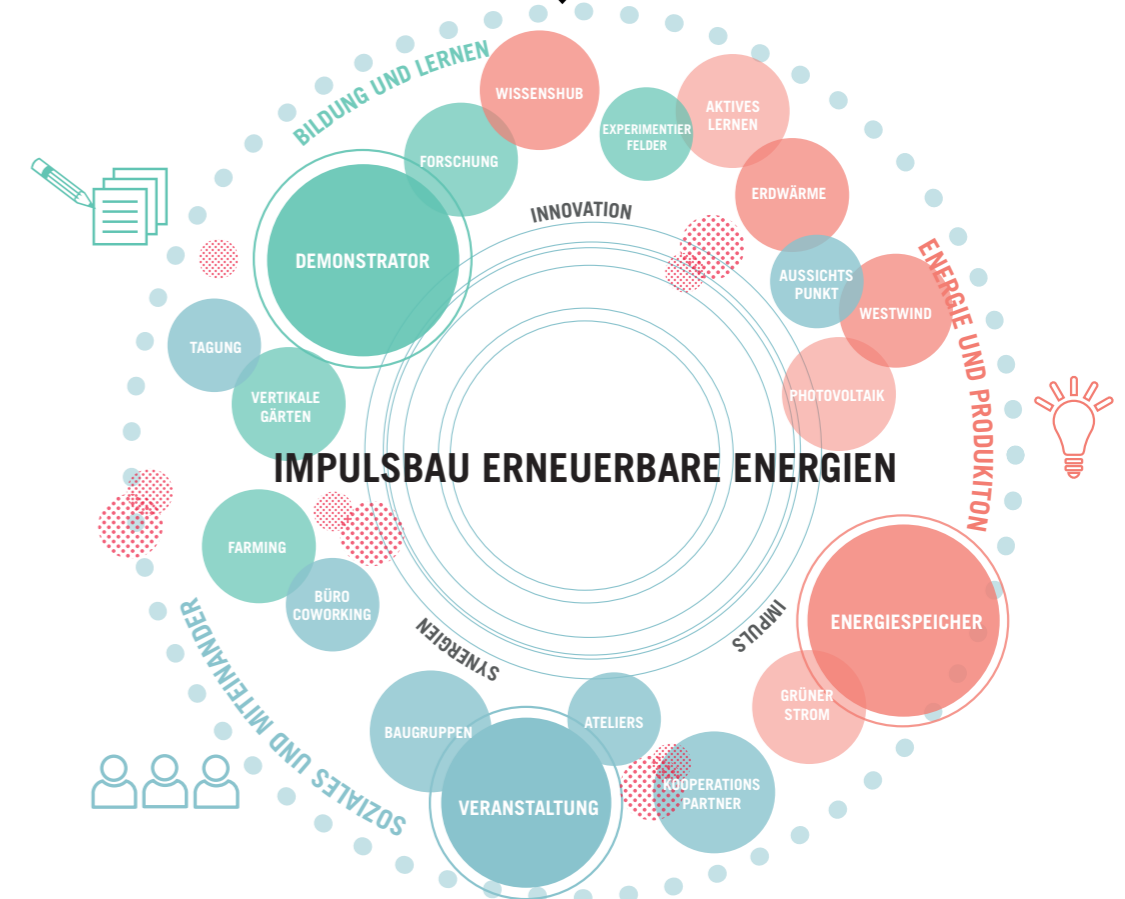 BILDUNG UND LERNEN
WISSENSHUB
EXPERIMENTIER
FELDER
AKTIVES
LERNEN
FORSCHUNG
ERDWÄRME
INNOVATION
DEMONSTRATOR
AUSSICHTS
PUNKT
WESTWIND
ENERGIE UND PRODUKITON
TAGUNG
VERTIKALE
GÄRTEN
PHOTOVOLTAIK
IMPULSBAU ERNEUERBARE ENERGIEN
FARMING
BÜRO
COWORKING
SYNERGIEN
IMPULS
ENERGIESPEICHER
SOZIALES UND MITEINANDER
GRÜNER
STROM
BAUGRUPPEN
ATELIERS
VERANSTALTUNG
KOOPERATIONS
PARTNER